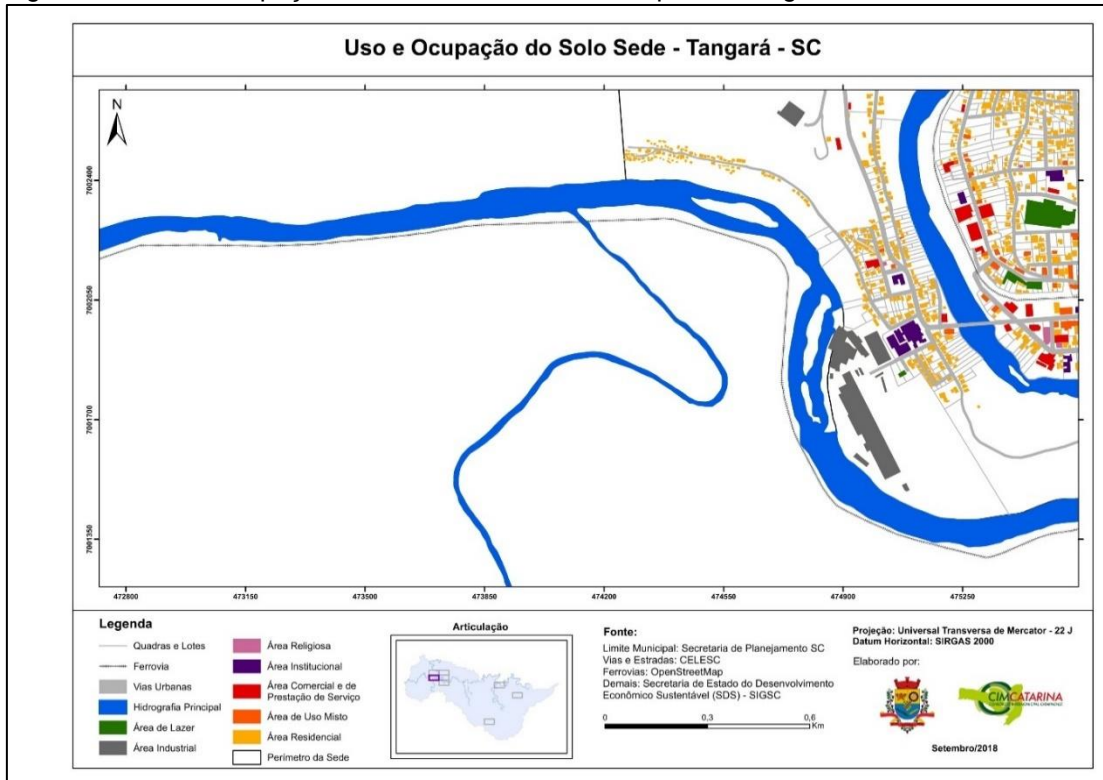 Uso e Ocupação do Solo Sede - Tangará - SC
N
7002400
7002050
7001700
7001350
472800
473150
473500
473850
474200
474550
474900
475250
Legenda
Quadras e Lotes
Ferrovia
Vias Urbanas
Hidrografia Principal
Área de Lazer
Área Industrial
Área Religiosa
Área Institucional
Área Comercial e de
Prestação de Serviço
Área de Uso Misto
Área Residencial
Perímetro da Sede
Articulação
Fonte:
Limite Municipal: Secretaria de Planejamento SC
Vias e Estradas: CELESC
Ferrovias: OpenStreetMap
Demais: Secretaria de Estado do Desenvolvimento
Econômico Sustentável (SDS) - SIGSC
0 0,3 0,6
Km
Projeção: Universal Transversa de Mercator - 22 J
Datum Horizontal: SIRGAS 2000
Elaborado por:
CIMCATARINA
Setembro/2018